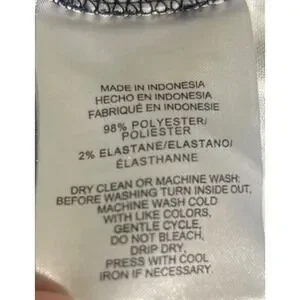 MADE IN INDONESIA
HECHO EN INDONESIA
FABRIQUÉ EN INDONESIE
98% POLYESTER/
POLIESTER
2% ELASTANE/ELASTANO/
ÉLASTHANNE
DRY CLEAN OR MACHINE WASH:
BEFORE WASHING TURN INSIDE OUT,
MACHINE WASH COLD
WITH LIKE COLORS,
GENTLE CYCLE,
DO NOT BLEACH,
DRIP DRY,
PRESS WITH COOL
IRON IF NECESSARY.